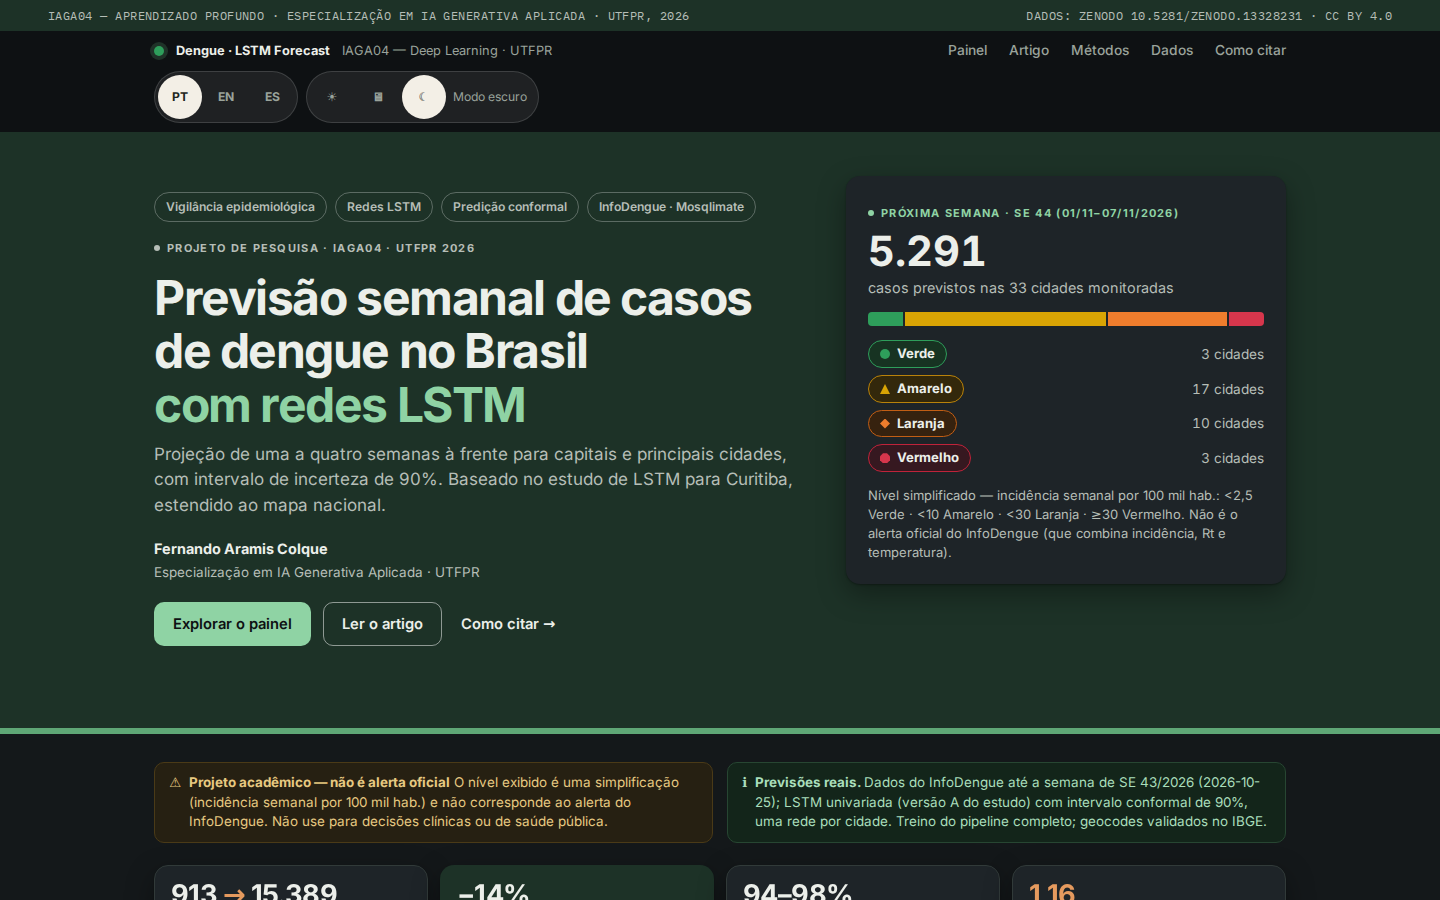 IAGA04 — APRENDIZADO PROFUNDO · ESPECIALIZAÇÃO EM IA GENERATIVA APLICADA · UTFPR, 2026
DADOS: ZENODO 10.5281/ZENODO.13328231 · CC BY 4.0
Dengue · LSTM Forecast IAGA04 — Deep Learning · UTFPR
Painel Artigo Métodos Dados Como citar
PT EN ES Modo escuro
Vigilância epidemiológica Redes LSTM Predição conformal InfoDengue · Mosqlimate
PROJETO DE PESQUISA · IAGA04 · UTFPR 2026
Previsão semanal de casos
de dengue no Brasil
com redes LSTM
Projeção de uma a quatro semanas à frente para capitais e principais cidades,
com intervalo de incerteza de 90%. Baseado no estudo de LSTM para Curitiba,
estendido ao mapa nacional.
Fernando Aramis Colque
Especialização em IA Generativa Aplicada · UTFPR
Explorar o painel Ler o artigo Como citar →
PRÓXIMA SEMANA · SE 44 (01/11–07/11/2026)
5.291
casos previstos nas 33 cidades monitoradas
Verde 3 cidades
Amarelo 17 cidades
Laranja 10 cidades
Vermelho 3 cidades
Nível simplificado — incidência semanal por 100 mil hab.: <2,5
Verde · <10 Amarelo · <30 Laranja · ≥30 Vermelho. Não é o
alerta oficial do InfoDengue (que combina incidência, Rt e
temperatura).
⚠ Projeto acadêmico — não é alerta oficial O nível exibido é uma simplificação
(incidência semanal por 100 mil hab.) e não corresponde ao alerta do
InfoDengue. Não use para decisões clínicas ou de saúde pública.
ℹ Previsões reais. Dados do InfoDengue até a semana de SE 43/2026 (2026-10-
25); LSTM univariada (versão A do estudo) com intervalo conformal de 90%,
uma rede por cidade. Treino do pipeline completo; geocodes validados no IBGE.
913 → 15.389
−14%
94–98%
1,16